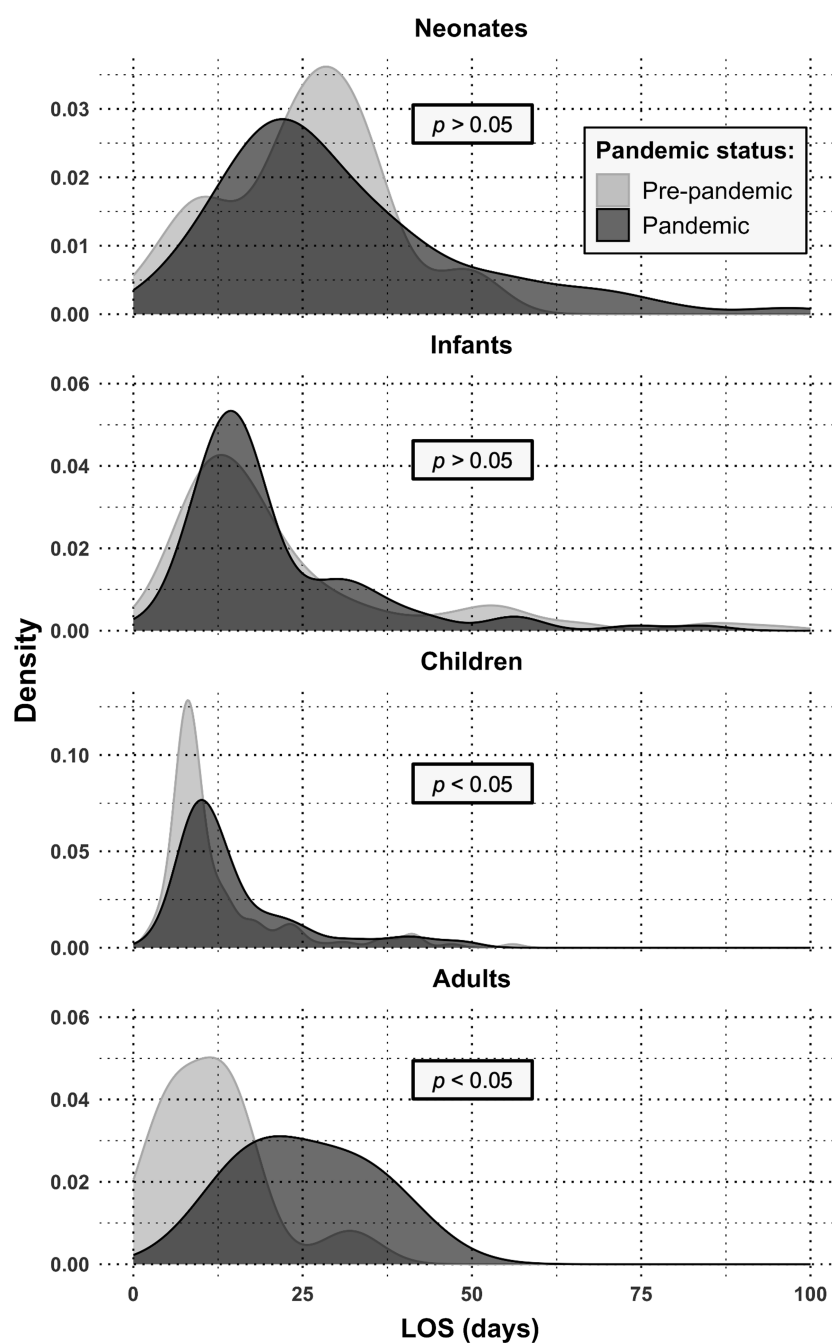 Neonates
0.03
0.02
0.01
0.00
p > 0.05
Pandemic status:
Pre-pandemic
Pandemic
Infants
0.06
0.04
0.02
0.00
p > 0.05
Density
Children
0.10
0.05
0.00
p < 0.05
Adults
0.06
0.04
0.02
0.00
p < 0.05
0 25 50 75 100
LOS (days)